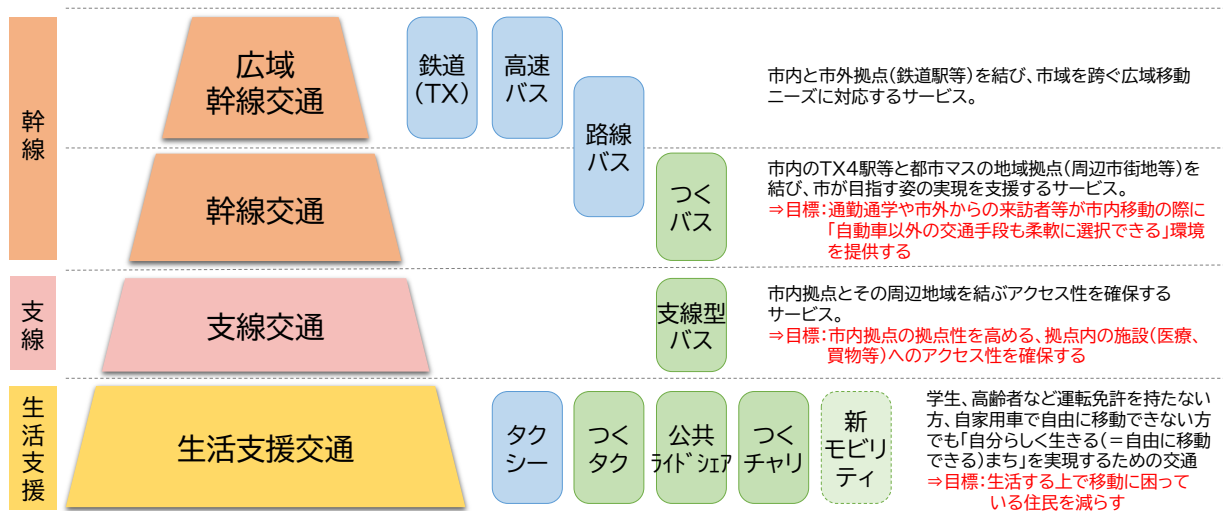 幹
線
広域
幹線交通
鉄道
(TX)
高速
バス
路線
バス
市内と市外拠点(鉄道駅等)を結び、市域を跨ぐ広域移動
ニーズに対応するサービス。
幹線交通
つく
バス
市内のTX4駅等と都市マスの地域拠点(周辺市街地等)を
結び、市が目指す姿の実現を支援するサービス。
⇒目標:通勤通学や市外からの来訪者等が市内移動の際に
「自動車以外の交通手段も柔軟に選択できる」環境
を提供する
支
線
支線交通
支線型
バス
市内拠点とその周辺地域を結ぶアクセス性を確保する
サービス。
⇒目標:市内拠点の拠点性を高める、拠点内の施設(医療、
買物等)へのアクセス性を確保する
生
活
支
援
生活支援交通
タク
シー
つく
タク
公共
ﾗｲﾄﾞｼｪｱ
つく
チャリ
新
モビリ
ティ
学生、高齢者など運転免許を持たない
方、自家用車で自由に移動できない方
でも「自分らしく生きる(=自由に移動
できる)まち」を実現するための交通
⇒目標:生活する上で移動に困って
いる住民を減らす